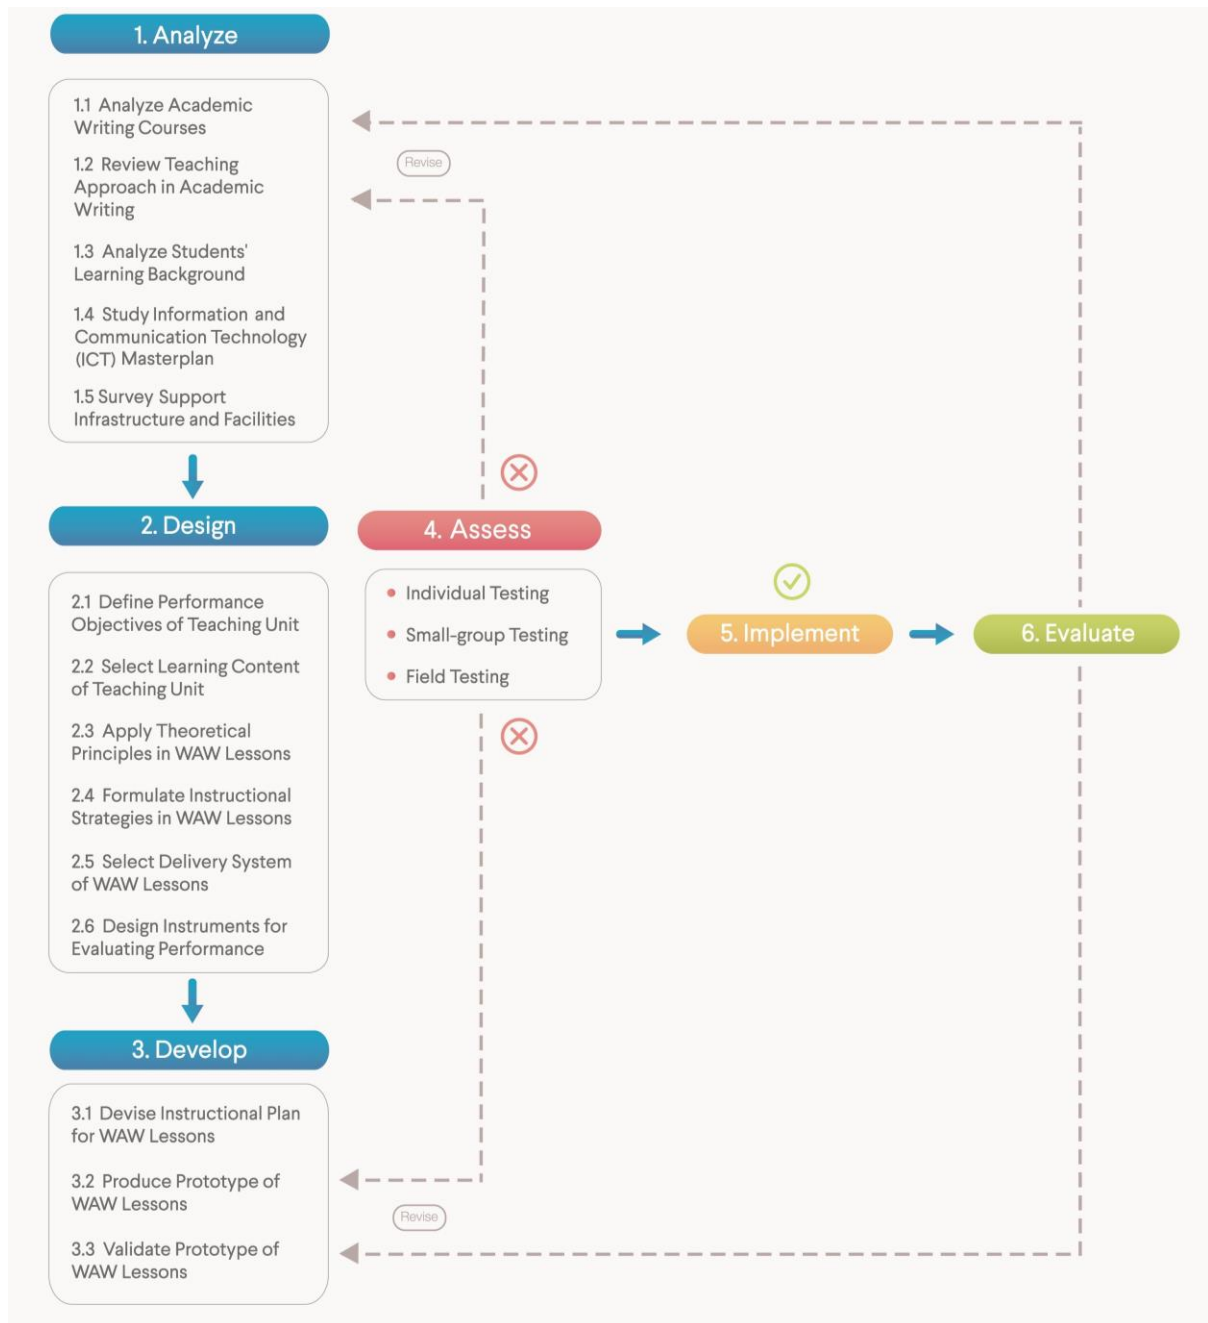 1. Analyze
1.1 Analyze Academic
Writing Courses
1.2 Review Teaching
Approach in Academic
Writing
1.3 Analyze Students'
Learning Background
1.4 Study Information and
Communication Technology
(ICT) Masterplan
1.5 Survey Support
Infrastructure and Facilities
Revise
2. Design
2.1 Define Performance
Objectives of Teaching Unit
2.2 Select Learning Content
of Teaching Unit
2.3 Apply Theoretical
Principles in WAW Lessons
2.4 Formulate Instructional
Strategies in WAW Lessons
2.5 Select Delivery System
of WAW Lessons
2.6 Design Instruments for
Evaluating Performance
4. Assess
• Individual Testing
• Small-group Testing
• Field Testing
5. Implement
6. Evaluate
3. Develop
3.1 Devise Instructional Plan
for WAW Lessons
3.2 Produce Prototype of
WAW Lessons
3.3 Validate Prototype of
WAW Lessons
Revise